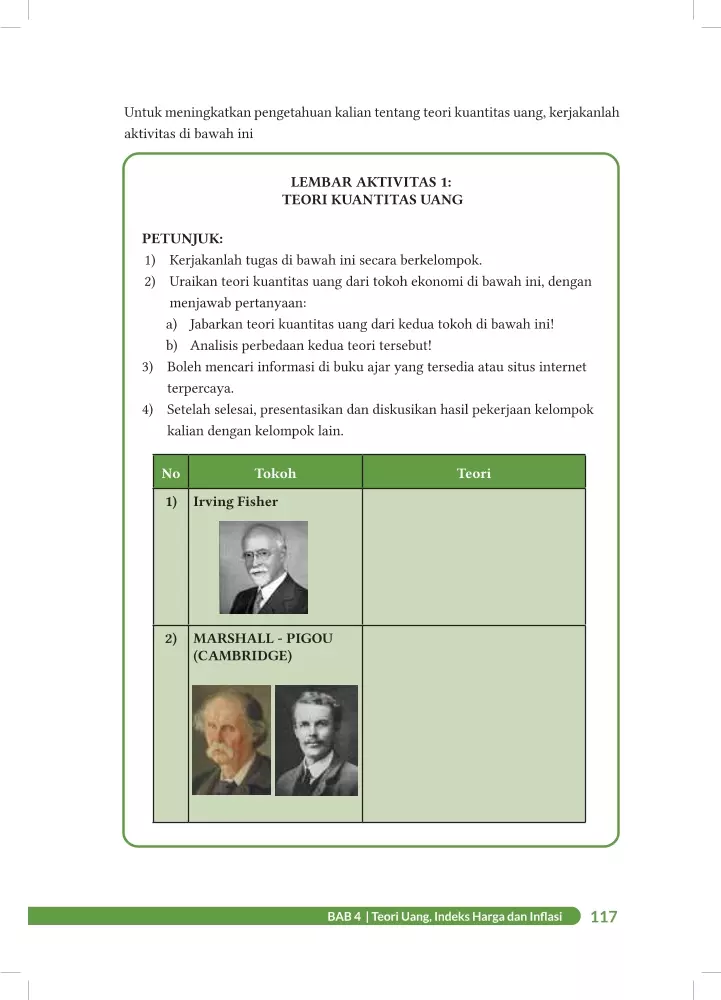 Untuk meningkatkan pengetahuan kalian tentang teori kuantitas uang, kerjakanlah
aktivitas di bawah ini
LEMBAR AKTIVITAS 1:
TEORI KUANTITAS UANG
PETUNJUK:
1) Kerjakanlah tugas di bawah ini secara berkelompok.
2) Uraikan teori kuantitas uang dari tokoh ekonomi di bawah ini, dengan
menjawab pertanyaan:
a) Jabarkan teori kuantitas uang dari kedua tokoh di bawah ini!
b) Analisis perbedaan kedua teori tersebut!
3) Boleh mencari informasi di buku ajar yang tersedia atau situs internet
terpercaya.
4) Setelah selesai, presentasikan dan diskusikan hasil pekerjaan kelompok
kalian dengan kelompok lain.
No Tokoh Teori
1) Irving Fisher
2) MARSHALL - PIGOU
(CAMBRIDGE)
BAB 4 | Teori Uang, Indeks Harga dan Inflasi 117